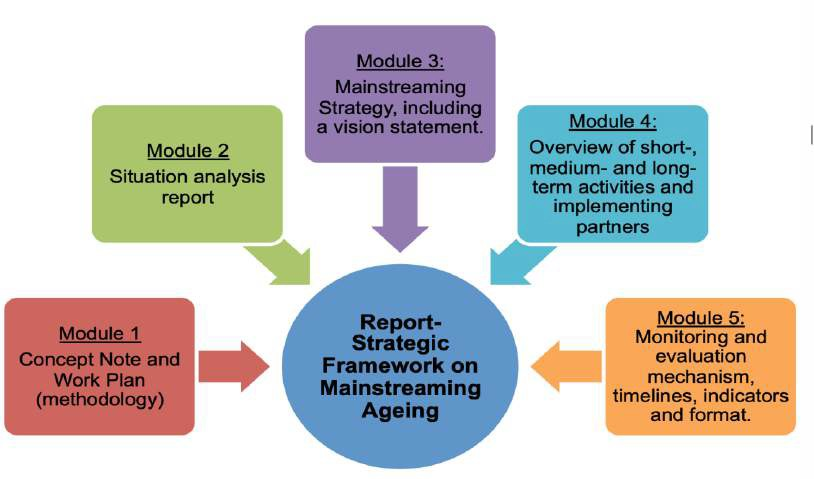 Module 1
Concept Note and
Work Plan
(methodology)
Module 2
Situation analysis
report
Module 3:
Mainstreaming
Strategy, including
a vision statement.
Module 4:
Overview of short-,
medium- and long-
term activities and
implementing
partners
Module 5:
Monitoring and
evaluation
mechanism,
timelines, indicators
and format.
Report-
Strategic
Framework on
Mainstreaming
Ageing